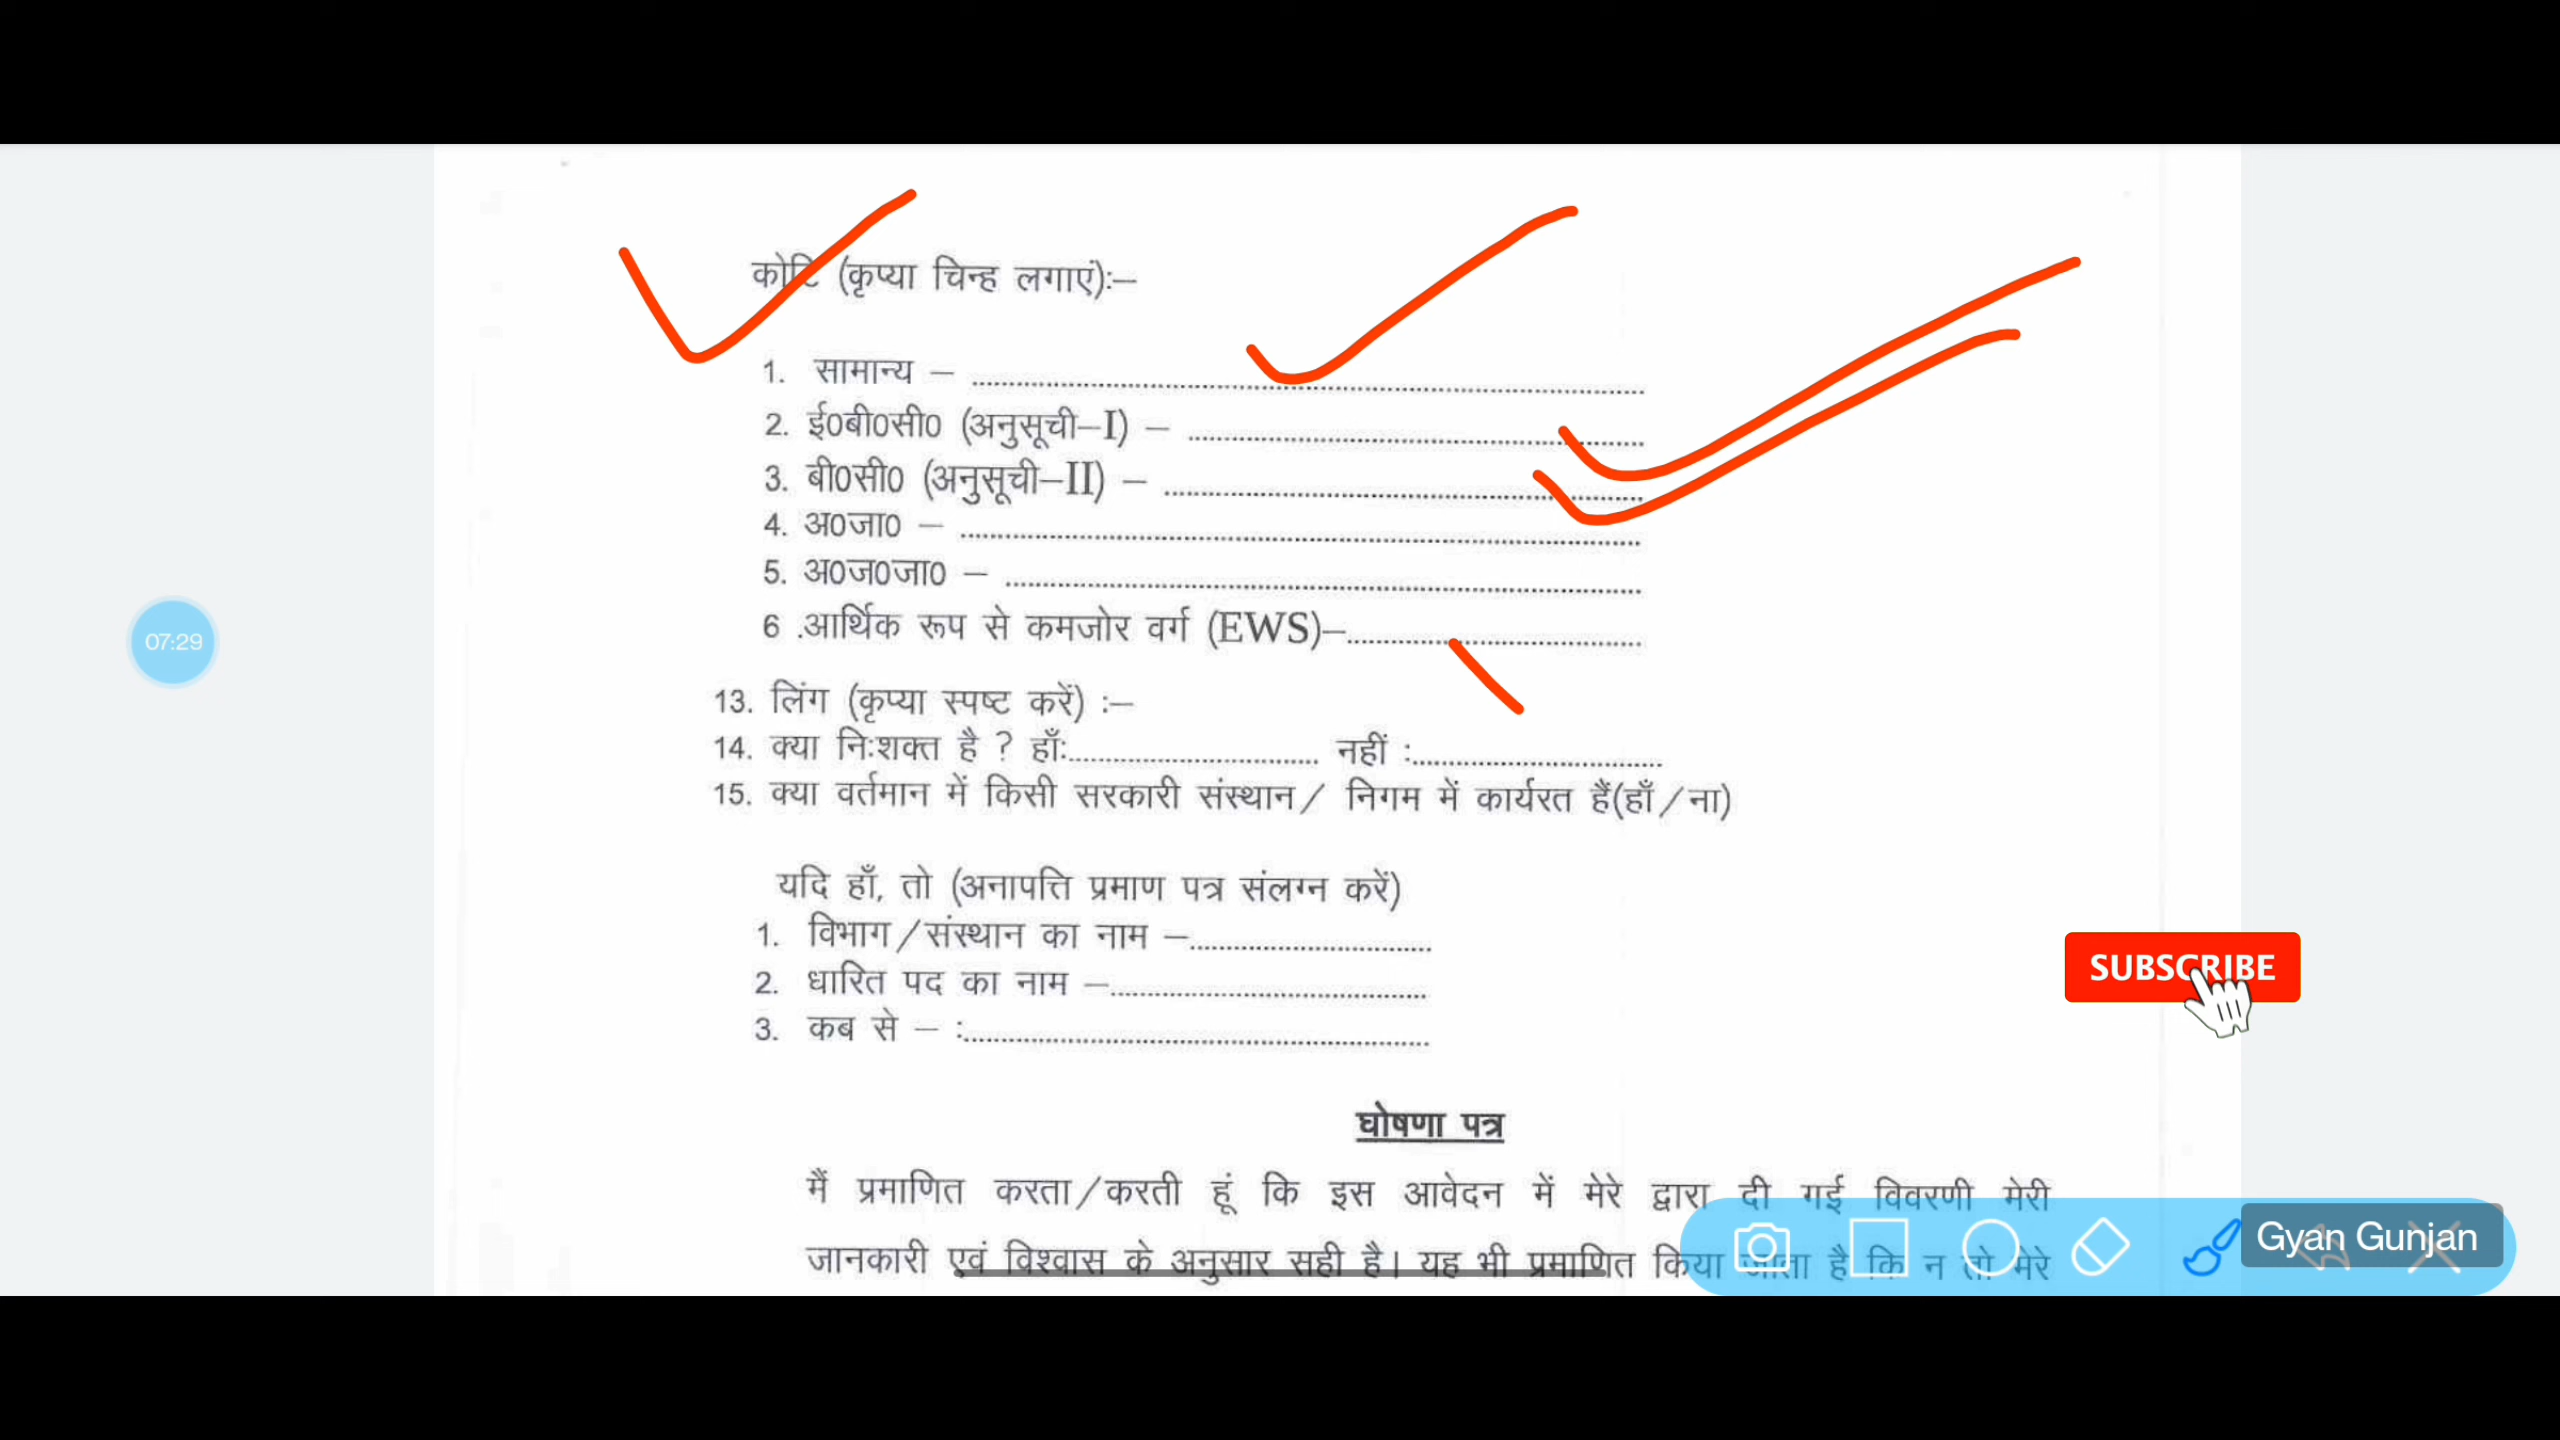 कोटि (कृप्या चिन्ह लगाएं):–
1. सामान्य – ....................
2. ई0बी0सी0 (अनुसूची–I) – ....................
3. बी0सी0 (अनुसूची–II) – ....................
4. अ0जा0 – ....................
5. अ0ज0जा0 – ....................
6 .आर्थिक रूप से कमजोर वर्ग (EWS)–....................
13. लिंग (कृप्या स्पष्ट करें) :–
14. क्या निःशक्त है ? हाँ:.................... नहीं :....................
15. क्या वर्तमान में किसी सरकारी संस्थान/ निगम में कार्यरत हैं(हाँ/ना)
यदि हाँ, तो (अनापत्ति प्रमाण पत्र संलग्न करें)
1. विभाग/संस्थान का नाम –....................
2. धारित पद का नाम –....................
3. कब से – :....................
घोषणा पत्र
मैं प्रमाणित करता/करती हूं कि इस आवेदन में मेरे द्वारा दी गई विवरणी मेरी
जानकारी एवं विश्वास के अनुसार सही है। यह भी प्रमाणित किया जाता है कि न तो मेरे
07:29
SUBSCRIBE
Gyan Gunjan